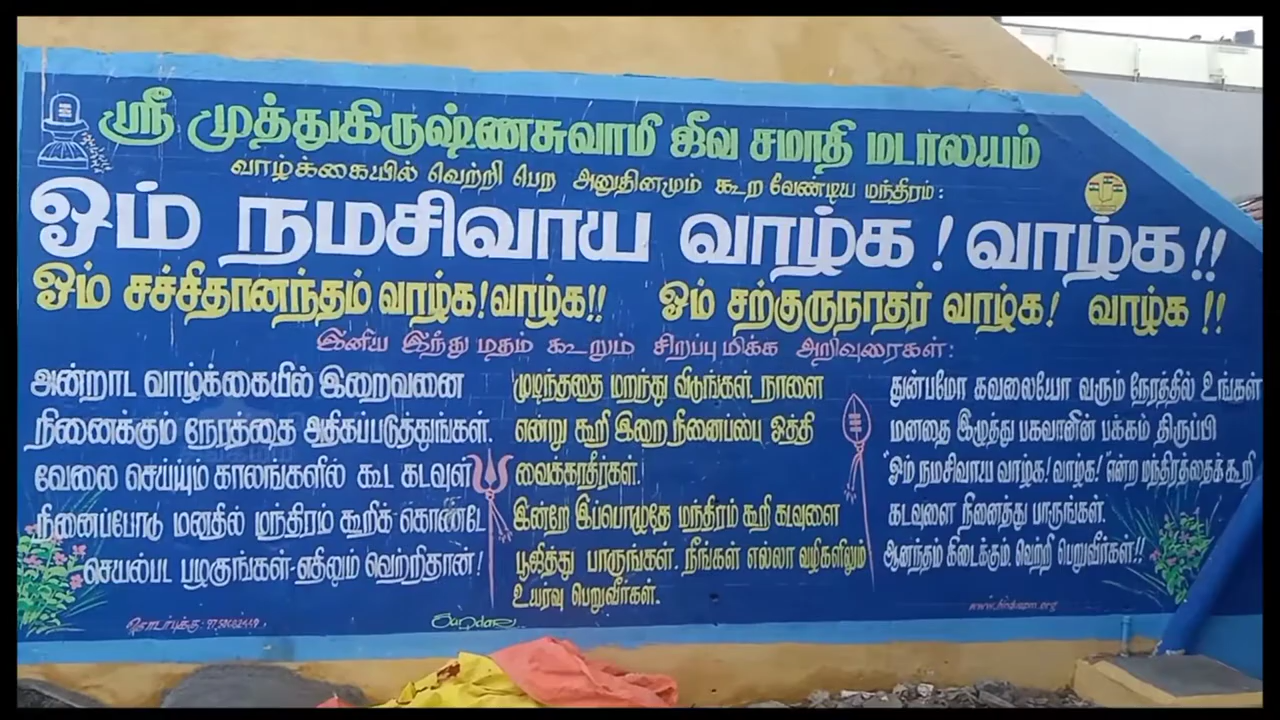 ஸ்ரீ முத்துகிருஷ்ணசுவாமி ஜீவ சமாதி மடாலயம்
வாழ்க்கையில் வெற்றி பெற அனுதினமும் கூற வேண்டிய மந்திரம்:
ஓம் நமசிவாய வாழ்க! வாழ்க!!
ஓம் சச்சிதானந்தம் வாழ்க! வாழ்க!! ஓம் சற்குருநாதர் வாழ்க! வாழ்க!!
இனிய இந்து மதம் கூறும் சிறப்பு மிக்க அறிவுரைகள்:
அன்றாட வாழ்க்கையில் இறைவனை
நினைக்கும் நேரத்தை அதிகப்படுத்துங்கள்.
வேலை செய்யும் காலங்களில் கூட கடவுள்
நினைப்போடு மனதில் மந்திரம் கூறிக் கொண்டே
செயல்பட பழகுங்கள்-எதிலும் வெற்றிதான்!
முடிந்ததை மறந்து விடுங்கள். நாளை
என்று கூறி இறை நினைப்பை ஒத்தி
வைக்காதீர்கள்.
இன்றே இப்பொழுதே மந்திரம் கூறி கடவுளை
பூஜித்து பாருங்கள். நீங்கள் எல்லா வழிகளிலும்
உயர்வு பெறுவீர்கள்.
துன்பமோ கவலையோ வரும் நேரத்தில் உங்கள்
மனதை இழுத்து பகவானின் பக்கம் திருப்பி
"ஓம் நமசிவாய வாழ்க! வாழ்க!" என்ற மந்திரத்தைக் கூறி
கடவுளை நினைத்து பாருங்கள்.
ஆனந்தம் கிடைக்கும். வெற்றி பெறுவீர்கள்!!
தொடர்புக்கு: